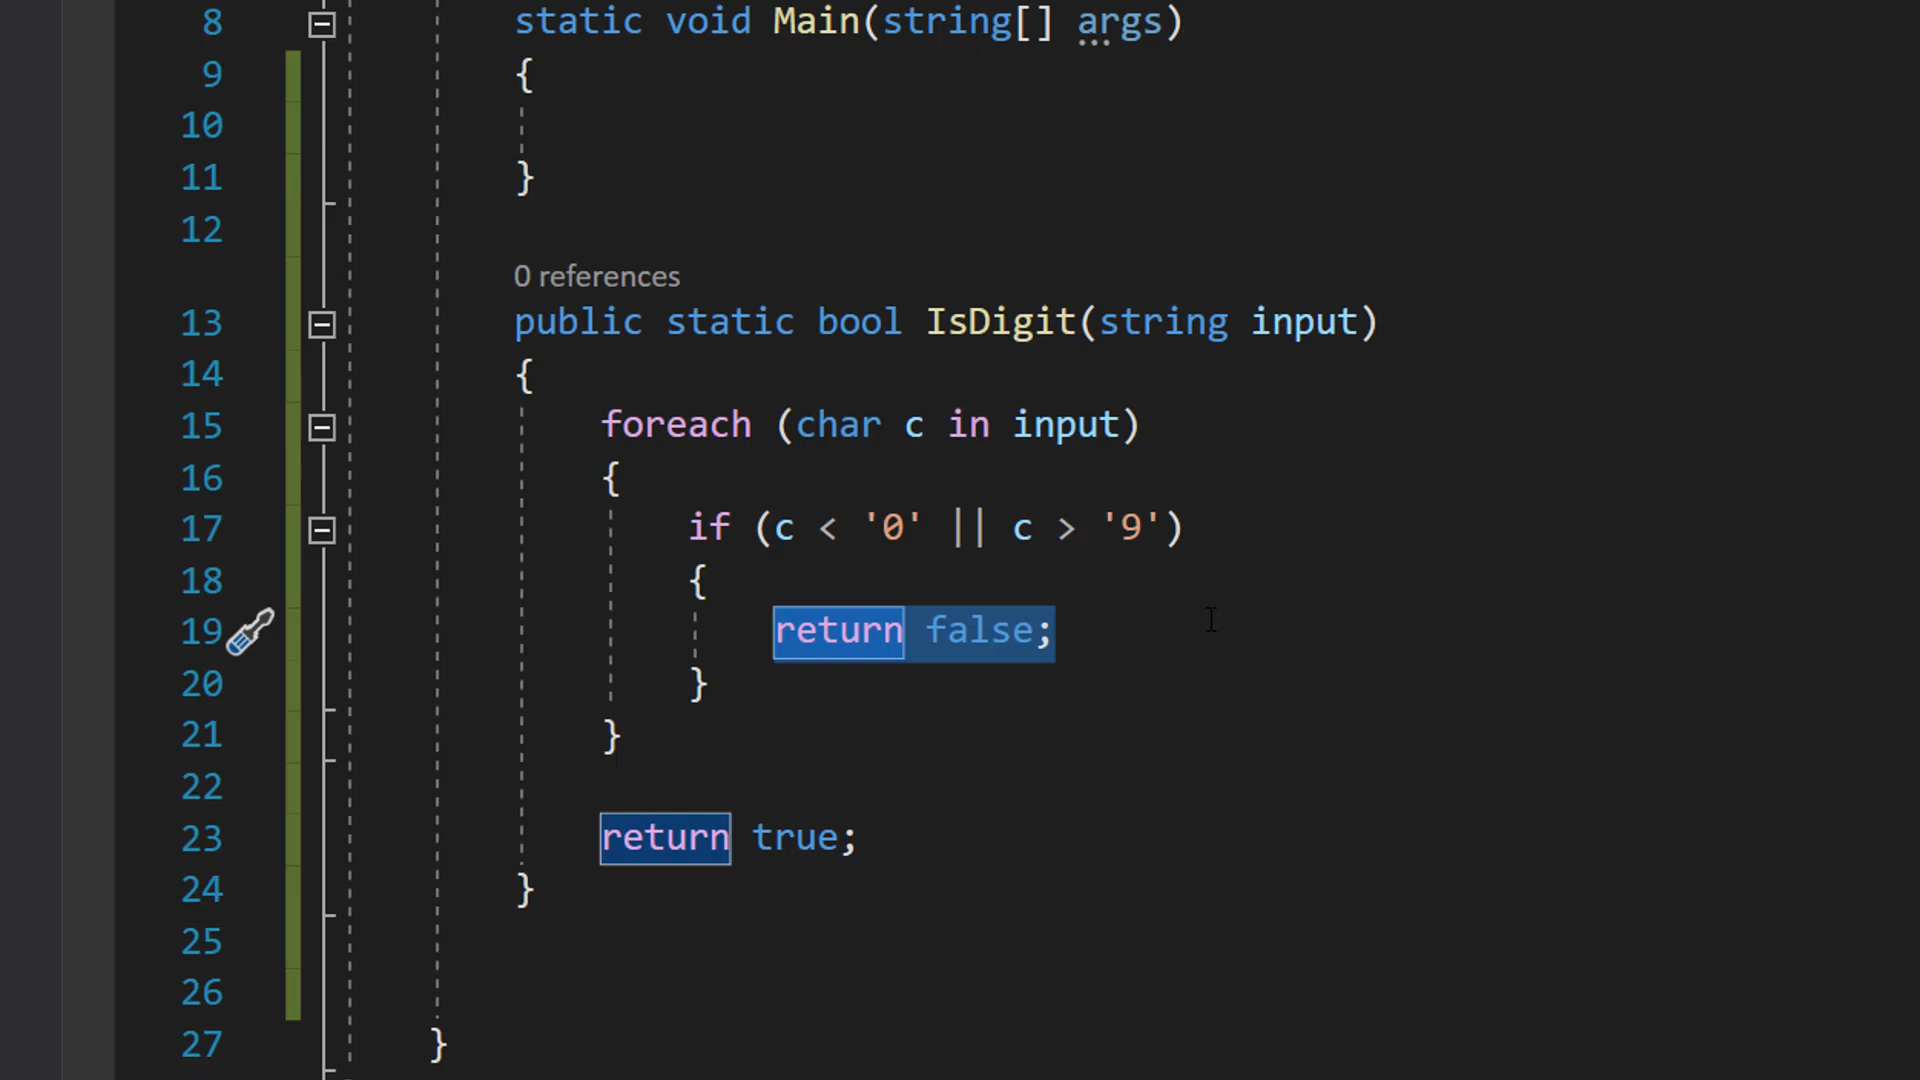 8 static void Main(string[] args)
9 {
10
11 }
12
0 references
13 public static bool IsDigit(string input)
14 {
15 foreach (char c in input)
16 {
17 if (c < '0' || c > '9')
18 {
19 return false;
20 }
21 }
22
23 return true;
24 }
25
26
27 }